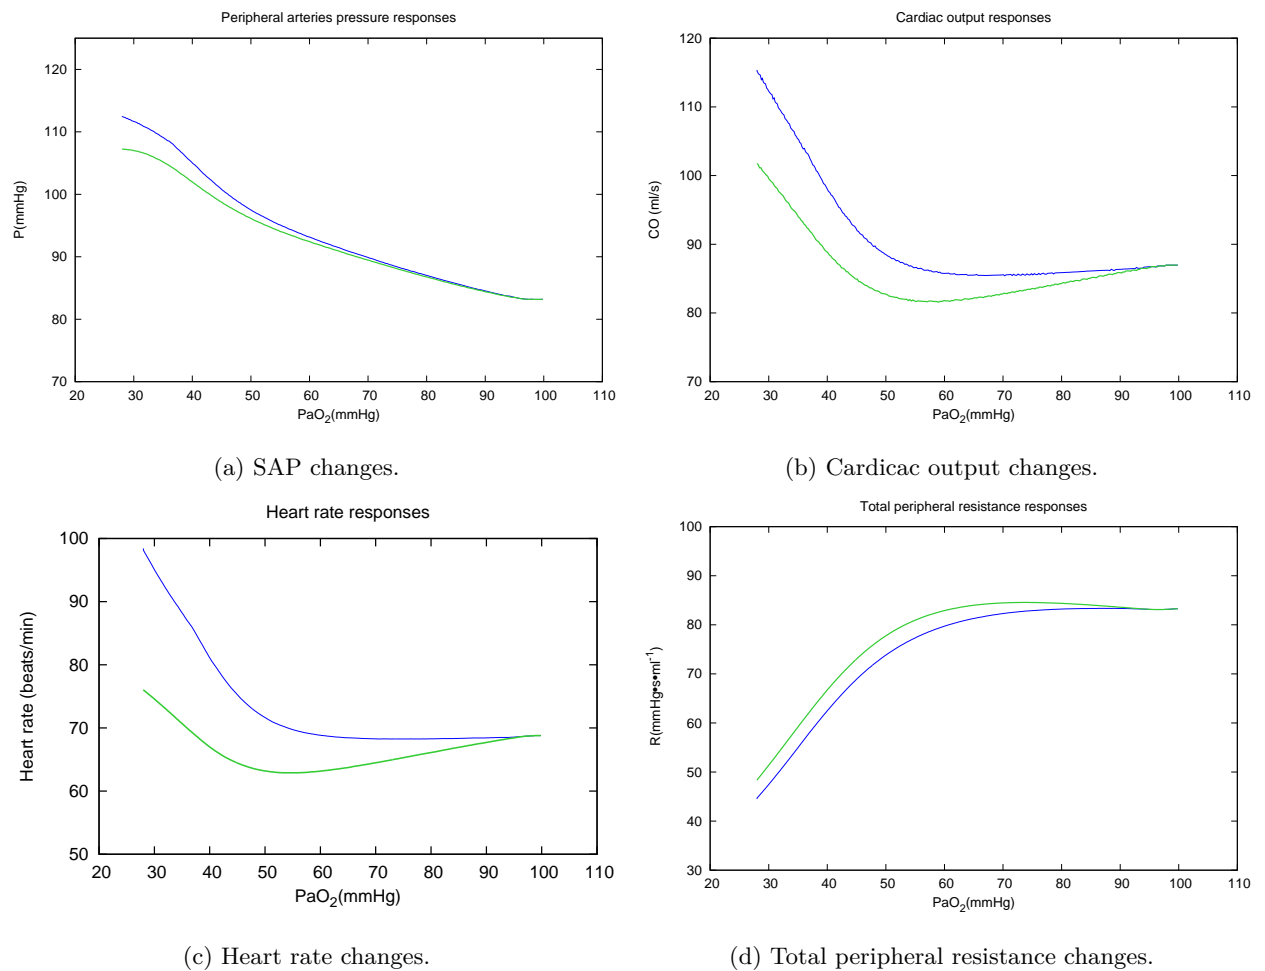 Peripheral arteries pressure responses
P(mmHg)
120
110
100
90
80
70
20 30 40 50 60 70 80 90 100 110
PaO₂(mmHg)
(a) SAP changes.
Cardiac output responses
CO (ml/s)
120
110
100
90
80
70
20 30 40 50 60 70 80 90 100 110
PaO₂(mmHg)
(b) Cardicac output changes.
Heart rate responses
Heart rate (beats/min)
100
90
80
70
60
50
20 30 40 50 60 70 80 90 100 110
PaO₂(mmHg)
(c) Heart rate changes.
Total peripheral resistance responses
R(mmHg•s•ml⁻¹)
100
90
80
70
60
50
40
30
20 30 40 50 60 70 80 90 100 110
PaO₂(mmHg)
(d) Total peripheral resistance changes.